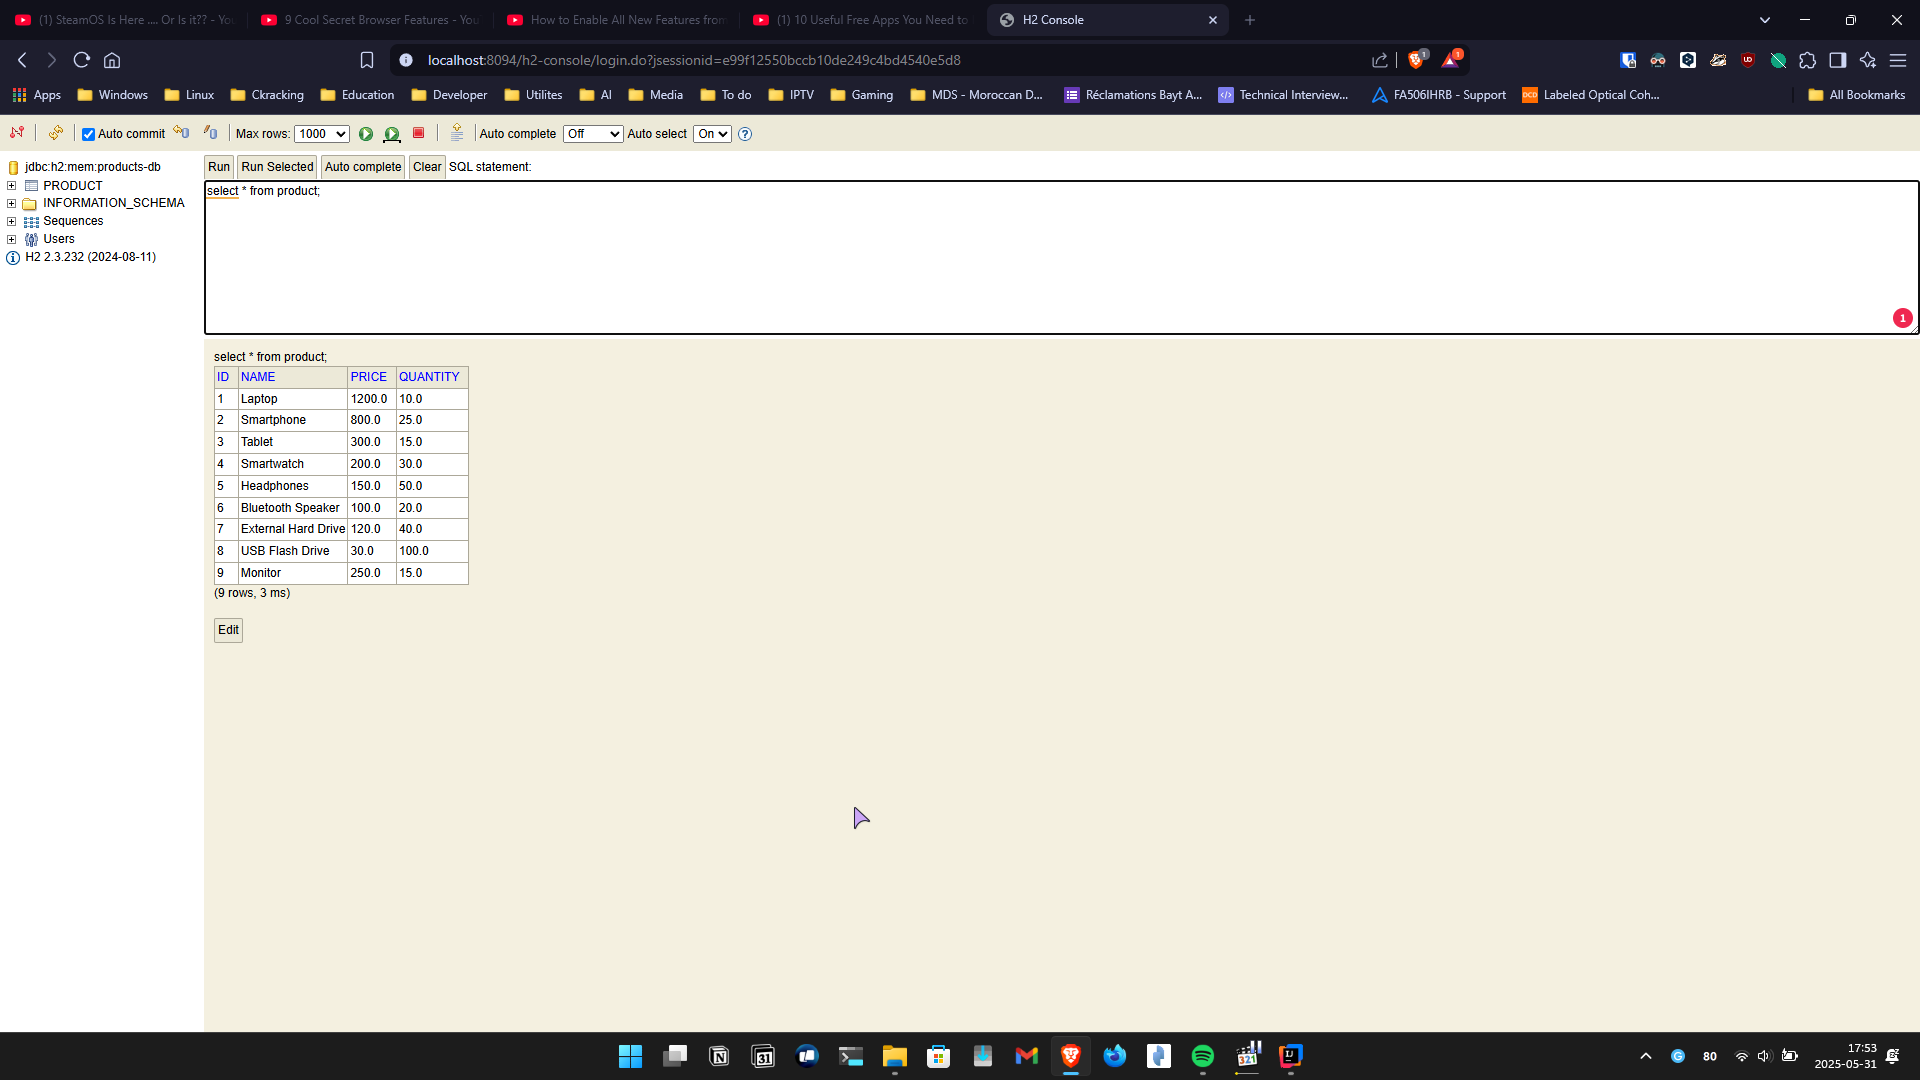 (1) SteamOS Is Here .... Or Is it?? - You
9 Cool Secret Browser Features - You
How to Enable All New Features from
(1) 10 Useful Free Apps You Need to
H2 Console
localhost:8094/h2-console/login.do?jsessionid=e99f12550bccb10de249c4bd4540e5d8
1
1
Apps
Windows
Linux
Ckracking
Education
Developer
Utilites
AI
Media
To do
IPTV
Gaming
MDS - Moroccan D...
Réclamations Bayt A...
Technical Interview...
FA506IHRB - Support
Labeled Optical Coh...
All Bookmarks
Auto commit
Max rows: 1000
Auto complete Off
Auto select On
jdbc:h2:mem:products-db
PRODUCT
INFORMATION_SCHEMA
Sequences
Users
H2 2.3.232 (2024-08-11)
Run
Run Selected
Auto complete
Clear
SQL statement:
select * from product;
1
select * from product;
ID NAME PRICE QUANTITY
1 Laptop 1200.0 10.0
2 Smartphone 800.0 25.0
3 Tablet 300.0 15.0
4 Smartwatch 200.0 30.0
5 Headphones 150.0 50.0
6 Bluetooth Speaker 100.0 20.0
7 External Hard Drive 120.0 40.0
8 USB Flash Drive 30.0 100.0
9 Monitor 250.0 15.0
(9 rows, 3 ms)
Edit
31
321
80
17:53
2025-05-31